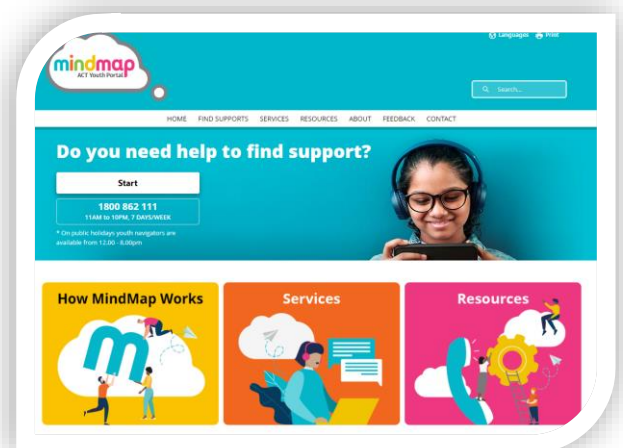 Languages Print
mindmap
ACT Youth Portal
Search...
HOME FIND SUPPORTS SERVICES RESOURCES ABOUT FEEDBACK CONTACT
Do you need help to find support?
Start
1800 862 111
11AM to 10PM, 7 DAYS/WEEK
* On public holidays youth navigators are
available from 12.00 - 8.00pm
How MindMap Works
Services
Resources
m